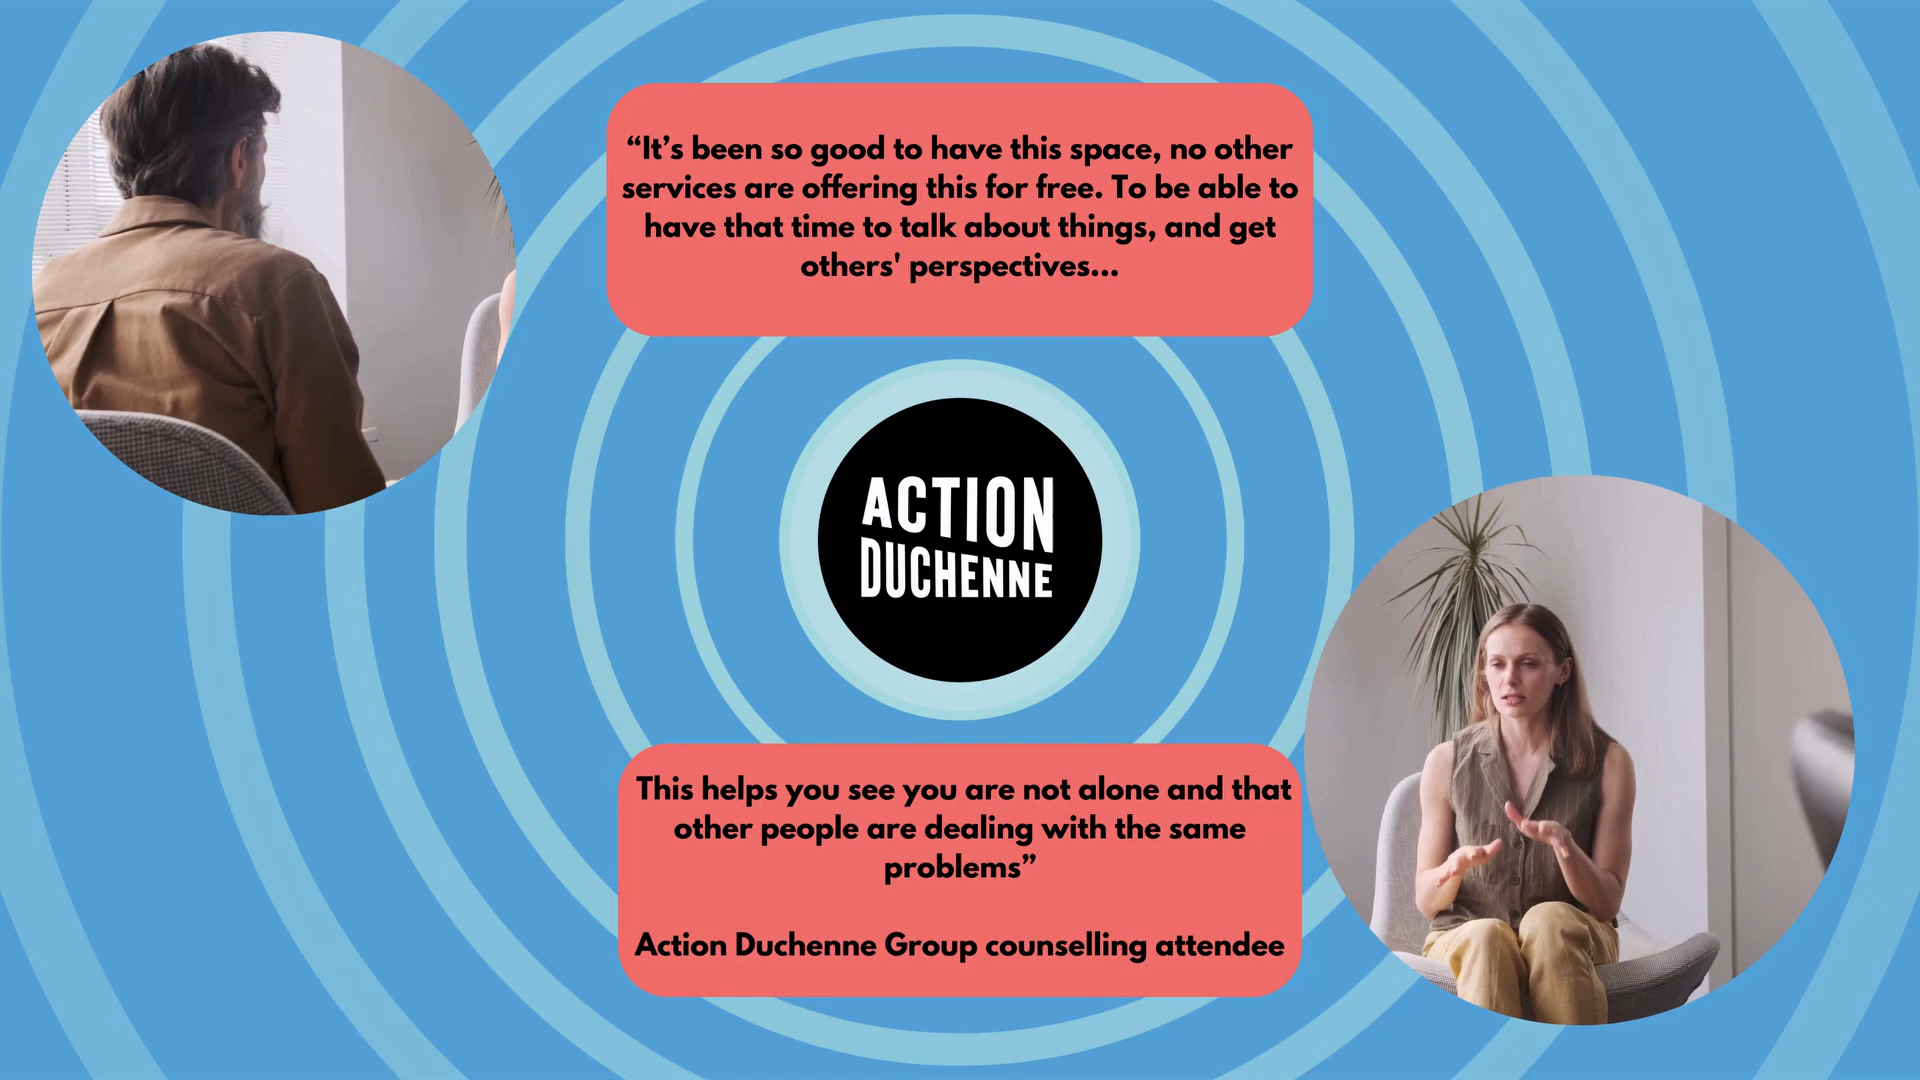 “It’s been so good to have this space, no other
services are offering this for free. To be able to
have that time to talk about things, and get
others' perspectives...
ACTION
DUCHENNE
This helps you see you are not alone and that
other people are dealing with the same
problems”
Action Duchenne Group counselling attendee